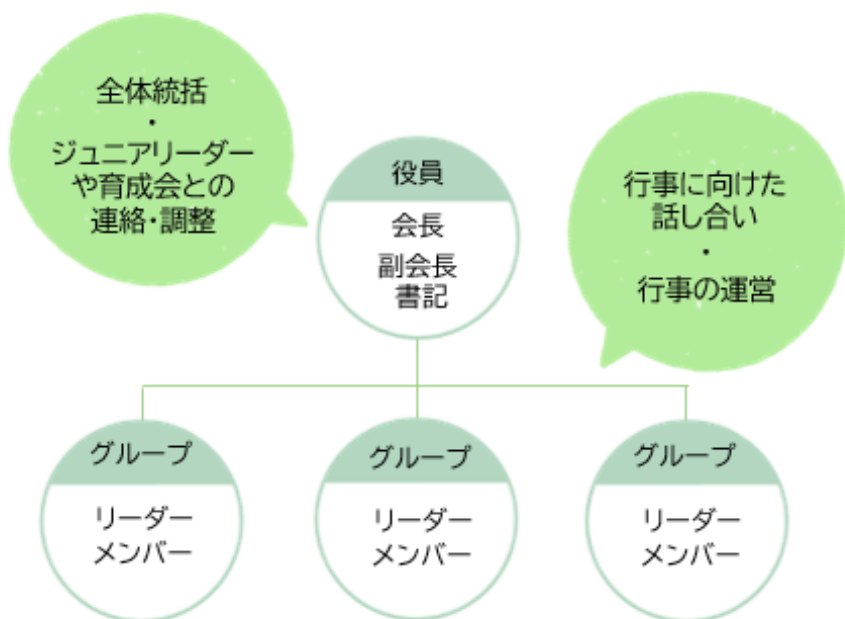 全体統括
・
ジュニアリーダー
や育成会との
連絡・調整
役員
会長
副会長
書記
行事に向けた
話し合い
・
行事の運営
グループ
リーダー
メンバー
グループ
リーダー
メンバー
グループ
リーダー
メンバー